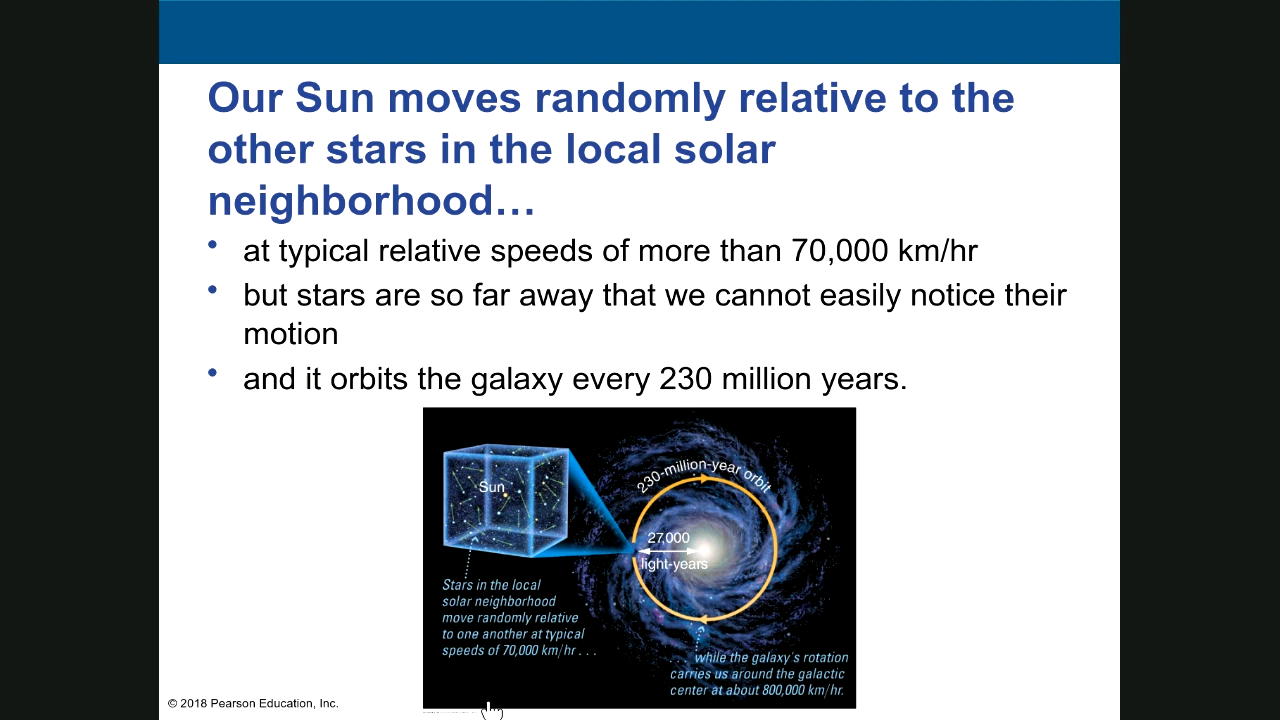 Our Sun moves randomly relative to the
other stars in the local solar
neighborhood…
• at typical relative speeds of more than 70,000 km/hr
• but stars are so far away that we cannot easily notice their
motion
• and it orbits the galaxy every 230 million years.
Sun
230-million-year orbit
27,000
light-years
Stars in the local
solar neighborhood
move randomly relative
to one another at typical
speeds of 70,000 km/hr . . .
. . . while the galaxy's rotation
carries us around the galactic
center at about 800,000 km/hr.
© 2018 Pearson Education, Inc.